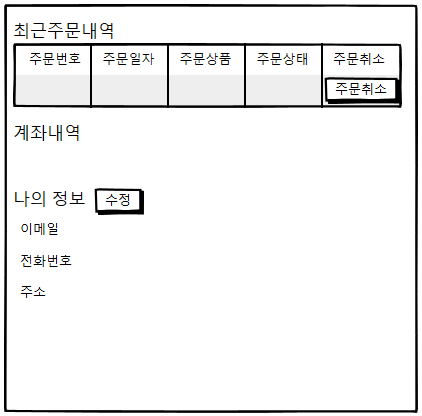 최근주문내역
주문번호 주문일자 주문상품 주문상태 주문취소
주문취소
계좌내역
나의 정보 수정
이메일
전화번호
주소